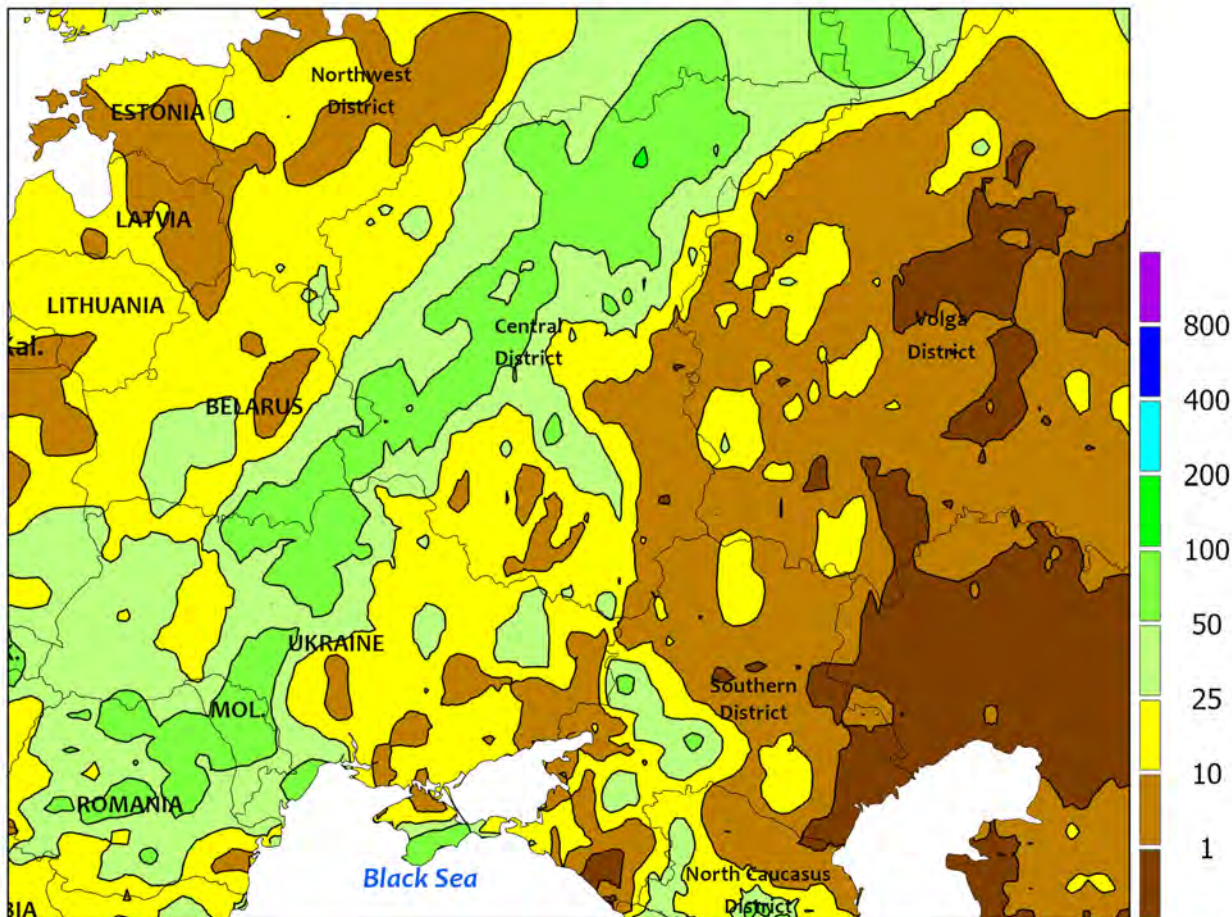 Northwest
District
ESTONIA
LATVIA
LITHUANIA
Kal.
Central
District
Volga
District
BELARUS
UKRAINE
MOL.
Southern
District
ROMANIA
Black Sea
North Caucasus
District
BIA
800
400
200
100
50
25
10
1